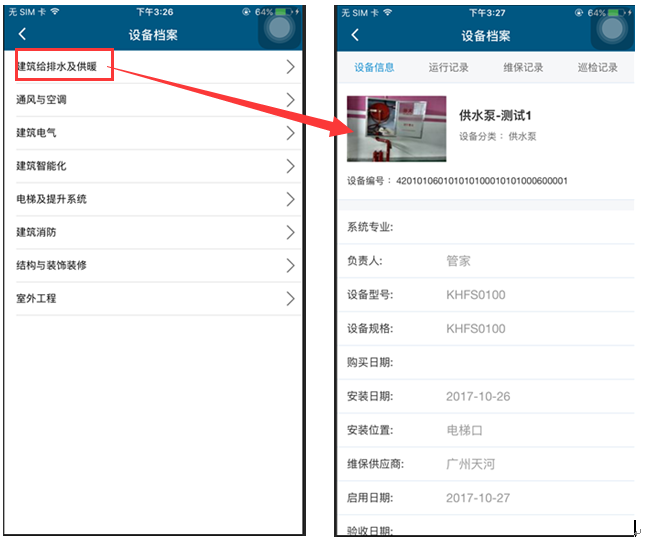 无 SIM 卡 下午3:26 64%
设备档案
建筑给排水及供暖
通风与空调
建筑电气
建筑智能化
电梯及提升系统
建筑消防
结构与装饰装修
室外工程
无 SIM 卡 下午3:27 64%
设备档案
设备信息 运行记录 维保记录 巡检记录
供水泵-测试1
设备分类： 供水泵
设备编号： 420101060101010100010101000600001
系统专业:
负责人: 管家
设备型号: KHFS0100
设备规格: KHFS0100
购买日期:
安装日期: 2017-10-26
安装位置: 电梯口
维保供应商: 广州天河
启用日期: 2017-10-27
验收日期: